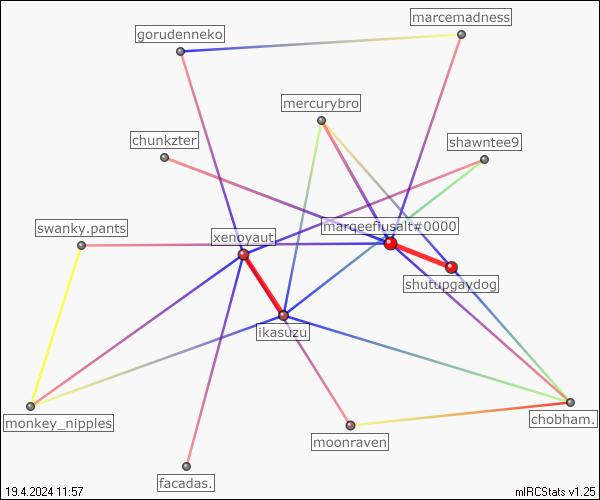 marcemadness
gorudenneko
mercurybro
chunkzter
shawntee9
swanky.pants
xenoyaut
marqeeflusalt#0000
shutupgaydog
ikasuzu
monkey_nipples
chobham.
moonraven
facadas.
19.4.2024 11:57
mIRCStats v1.25